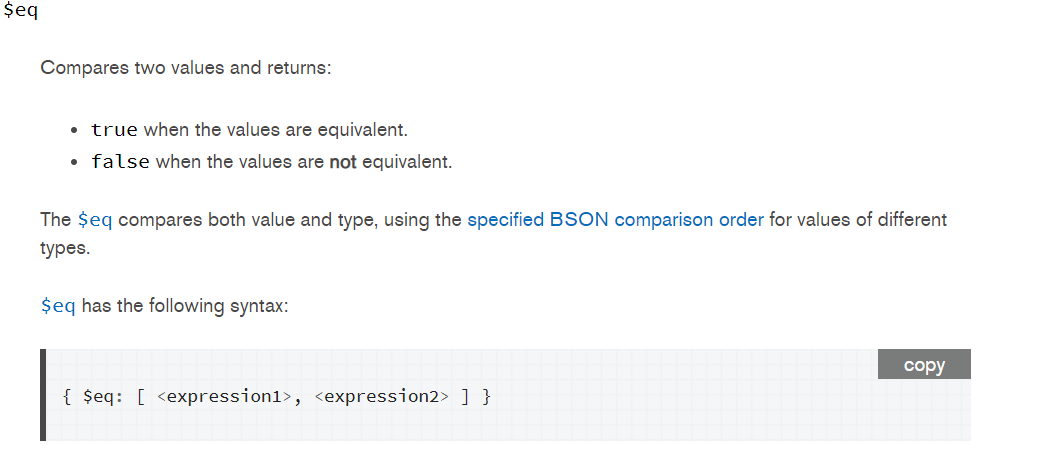 $eq
Compares two values and returns:
• true when the values are equivalent.
• false when the values are not equivalent.
The $eq compares both value and type, using the specified BSON comparison order for values of different
types.
$eq has the following syntax:
copy
{ $eq: [ <expression1>, <expression2> ] }